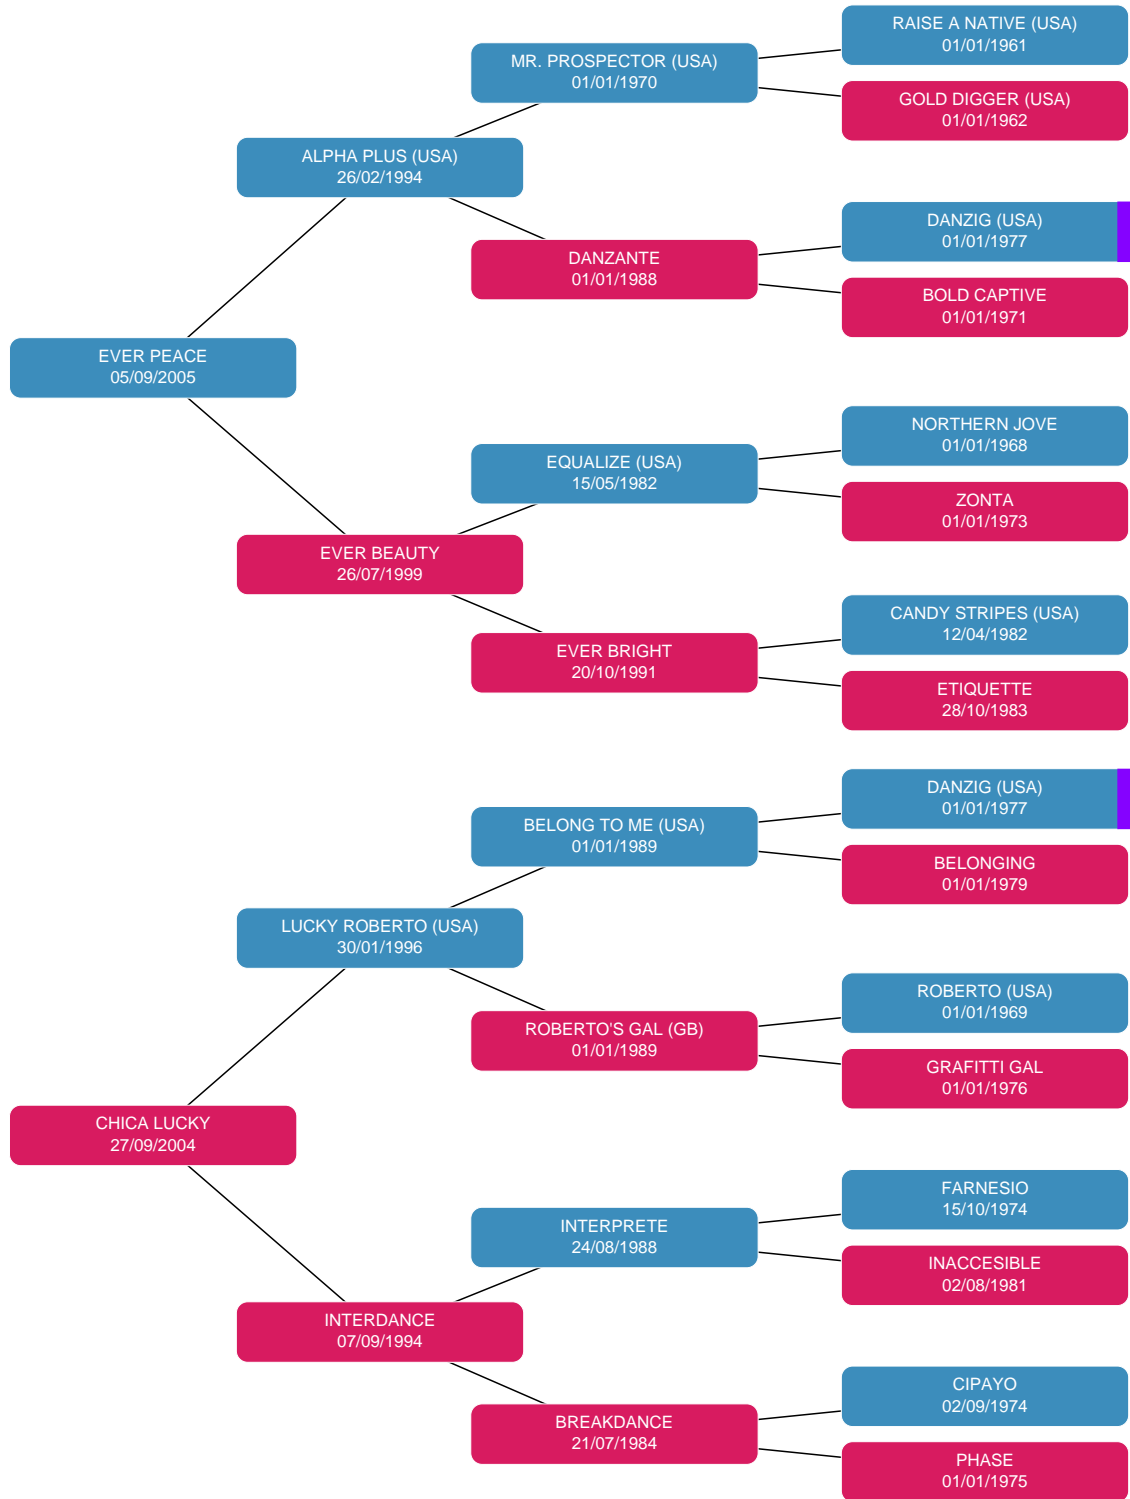 RAISE A NATIVE (USA)
01/01/1961
MR. PROSPECTOR (USA)
01/01/1970
GOLD DIGGER (USA)
01/01/1962
ALPHA PLUS (USA)
26/02/1994
DANZIG (USA)
01/01/1977
DANZANTE
01/01/1988
BOLD CAPTIVE
01/01/1971
EVER PEACE
05/09/2005
NORTHERN JOVE
01/01/1968
EQUALIZE (USA)
15/05/1982
ZONTA
01/01/1973
EVER BEAUTY
26/07/1999
CANDY STRIPES (USA)
12/04/1982
EVER BRIGHT
20/10/1991
ETIQUETTE
28/10/1983
DANZIG (USA)
01/01/1977
BELONG TO ME (USA)
01/01/1989
BELONGING
01/01/1979
LUCKY ROBERTO (USA)
30/01/1996
ROBERTO (USA)
01/01/1969
ROBERTO'S GAL (GB)
01/01/1989
GRAFITTI GAL
01/01/1976
CHICA LUCKY
27/09/2004
FARNESIO
15/10/1974
INTERPRETE
24/08/1988
INACCESIBLE
02/08/1981
INTERDANCE
07/09/1994
CIPAYO
02/09/1974
BREAKDANCE
21/07/1984
PHASE
01/01/1975